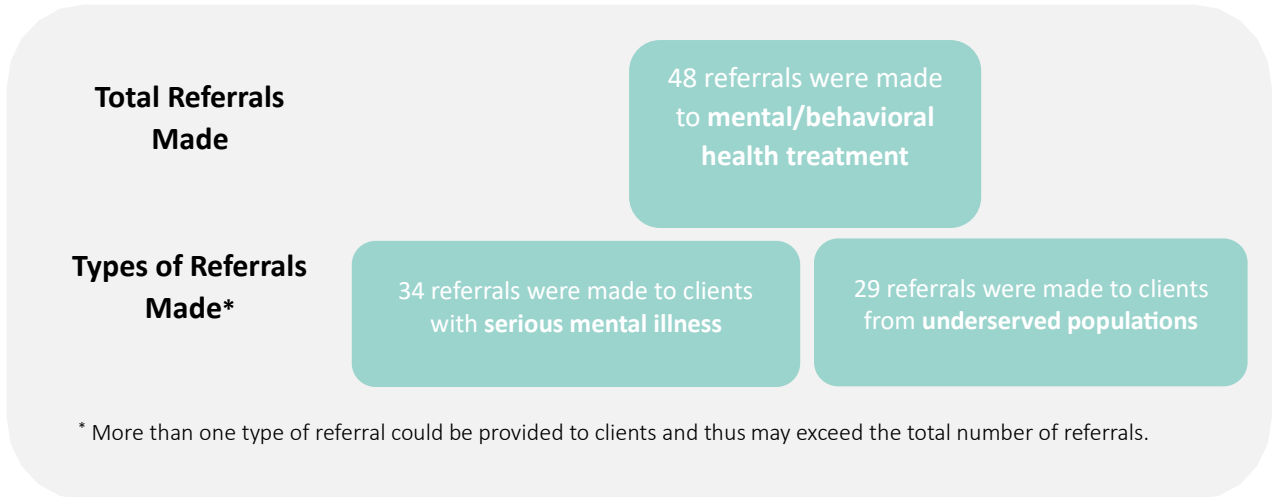 Total Referrals
Made
48 referrals were made
to mental/behavioral
health treatment
Types of Referrals
Made*
34 referrals were made to clients
with serious mental illness
29 referrals were made to clients
from underserved populations
* More than one type of referral could be provided to clients and thus may exceed the total number of referrals.